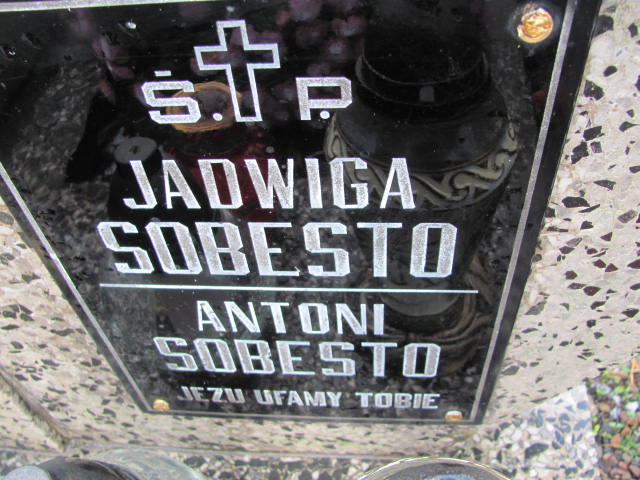 Ś. P.
JADWIGA
SOBESTO
ANTONI
SOBESTO
JEZU UFAMY TOBIE